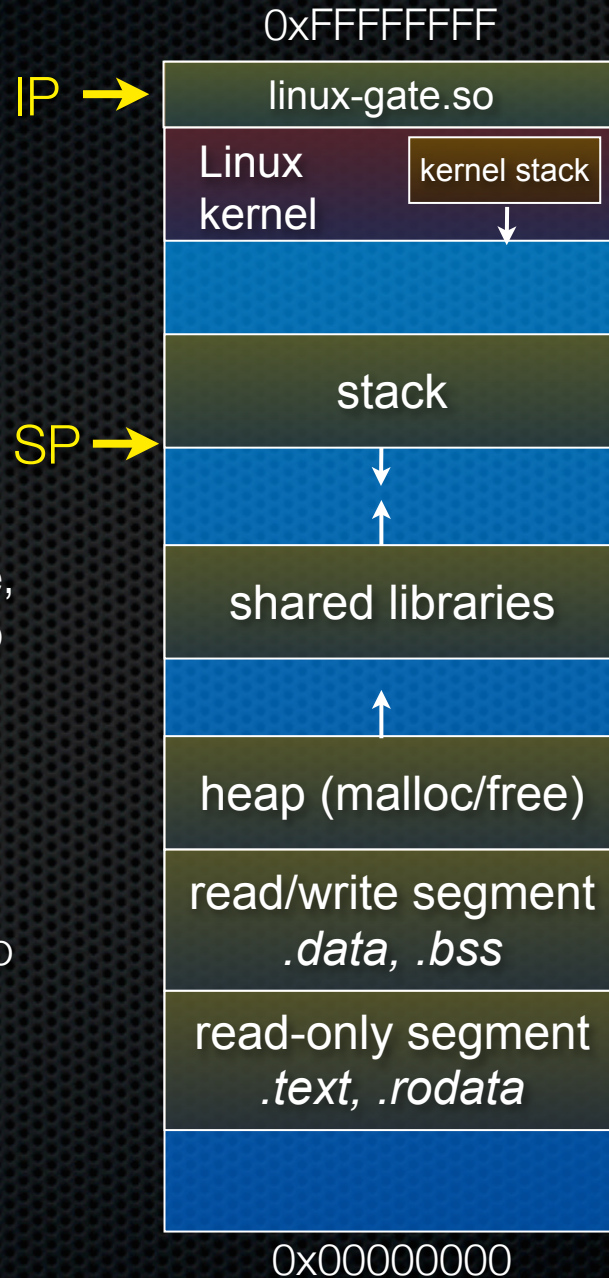 0xFFFFFFFF
IP
linux-gate.so
Linux
kernel
kernel stack
stack
SP
shared libraries
heap (malloc/free)
read/write segment
.data, .bss
read-only segment
.text, .rodata
0x00000000